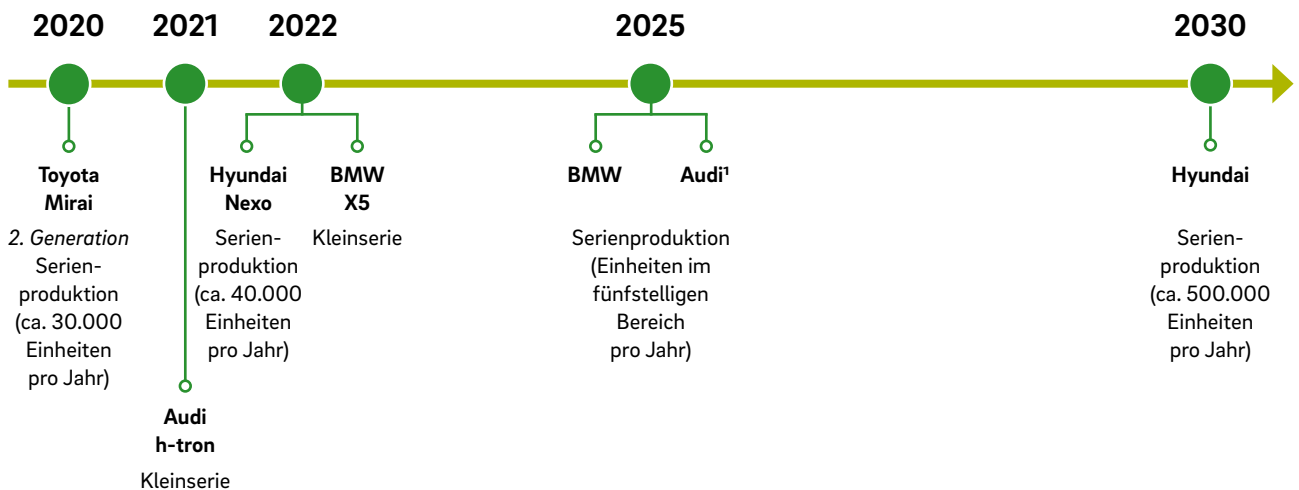 2020
2021
2022
2025
2030
Toyota
Mirai
2. Generation
Serien-
produktion
(ca. 30.000
Einheiten
pro Jahr)
Audi
h-tron
Kleinserie
Hyundai
Nexo
Serien-
produktion
(ca. 40.000
Einheiten
pro Jahr)
BMW
X5
Kleinserie
BMW
Audi¹
Serienproduktion
(Einheiten im
fünfstelligen
Bereich
pro Jahr)
Hyundai
Serien-
produktion
(ca. 500.000
Einheiten
pro Jahr)